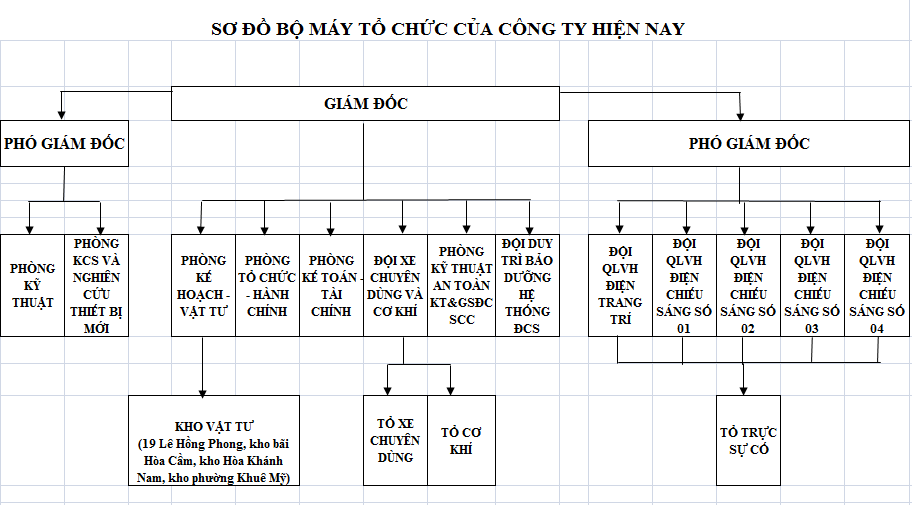 SƠ ĐỒ BỘ MÁY TỔ CHỨC CỦA CÔNG TY HIỆN NAY
GIÁM ĐỐC
PHÓ GIÁM ĐỐC
PHÓ GIÁM ĐỐC
PHÒNG
KỸ
THUẬT
PHÒNG
KCS VÀ
NGHIÊN
CỨU
THIẾT BỊ
MỚI
PHÒNG
KẾ
HOẠCH -
VẬT TƯ
PHÒNG
TỔ CHỨC
- HÀNH
CHÍNH
PHÒNG
KẾ TOÁN -
TÀI
CHÍNH
ĐỘI XE
CHUYÊN
DÙNG VÀ
CƠ KHÍ
PHÒNG
KỸ THUẬT
AN TOÀN
KT&GSĐC
SCC
ĐỘI DUY
TRÌ BẢO
DƯỠNG
HỆ
THỐNG
ĐCS
ĐỘI
QLVH
ĐIỆN
TRANG
TRÍ
ĐỘI
QLVH
ĐIỆN
CHIẾU
SÁNG SỐ
01
ĐỘI
QLVH
ĐIỆN
CHIẾU
SÁNG SỐ
02
ĐỘI
QLVH
ĐIỆN
CHIẾU
SÁNG SỐ
03
ĐỘI
QLVH
ĐIỆN
CHIẾU
SÁNG SỐ
04
KHO VẬT TƯ
(19 Lê Hồng Phong, kho bãi
Hòa Cầm, kho Hòa Khánh
Nam, kho phường Khuê Mỹ)
TỔ XE
CHUYÊN
DÙNG
TỔ CƠ
KHÍ
TỔ TRỰC
SỰ CỐ